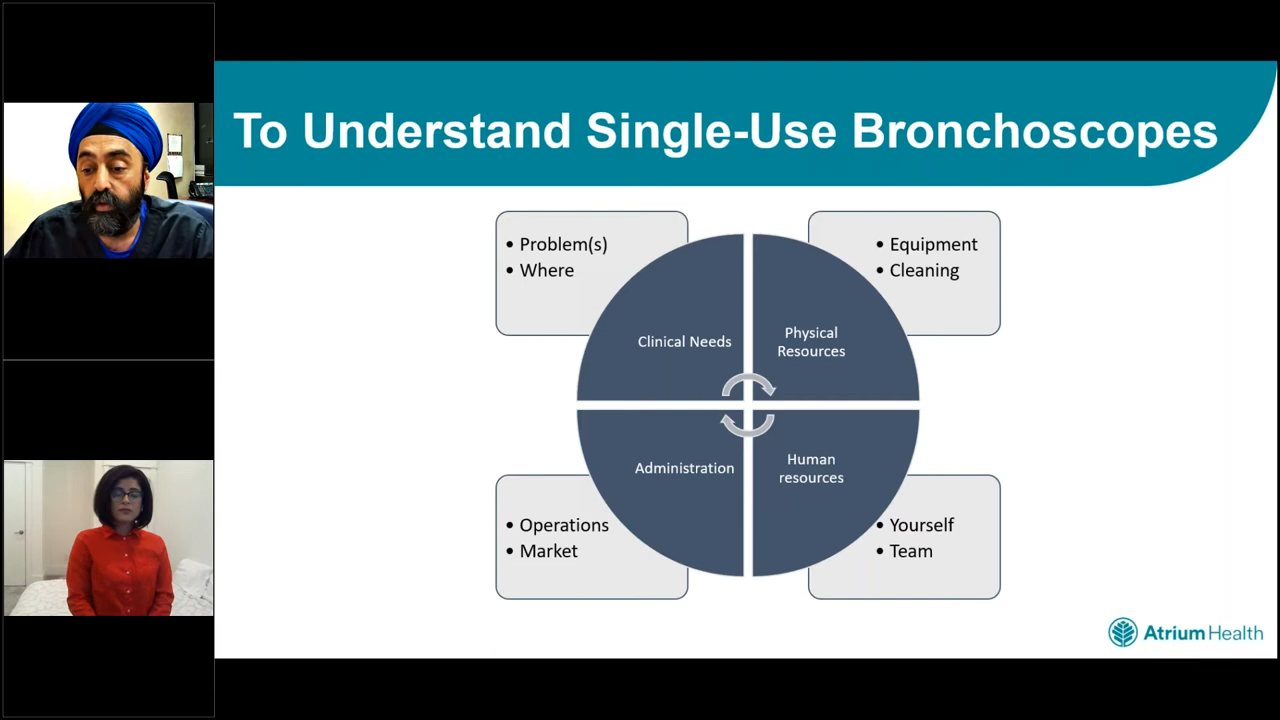 To Understand Single-Use Bronchoscopes
• Problem(s)
• Where
• Equipment
• Cleaning
Clinical Needs
Physical
Resources
Administration
Human
resources
• Operations
• Market
• Yourself
• Team
Atrium Health